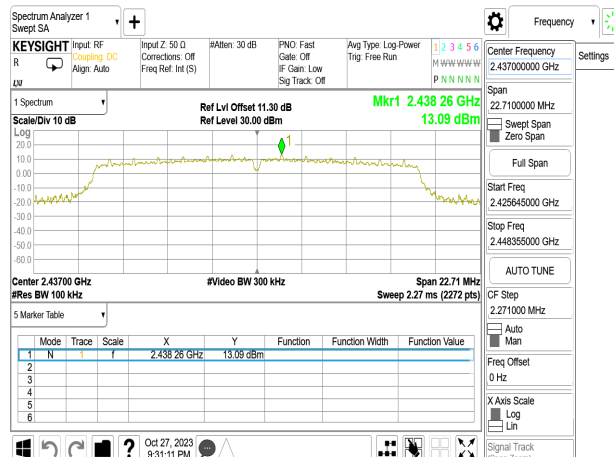 Spectrum Analyzer 1
Swept SA
Frequency
KEYSIGHT
R
Input: RF
Coupling: DC
Align: Auto
Input Z: 50 Ω
Corrections: Off
Freq Ref: Int (S)
#Atten: 30 dB
PNO: Fast
Gate: Off
IF Gain: Low
Sig Track: Off
Avg Type: Log-Power
Trig: Free Run
1 2 3 4 5 6
M W W W W W
P N N N N N
Settings
Center Frequency
2.437000000 GHz
Span
22.7100000 MHz
Swept Span
Zero Span
Full Span
Start Freq
2.425645000 GHz
Stop Freq
2.448355000 GHz
AUTO TUNE
CF Step
2.271000 MHz
Auto
Man
Freq Offset
0 Hz
X Axis Scale
Log
Lin
Signal Track
1 Spectrum
Scale/Div 10 dB
Log
Ref Lvl Offset 11.30 dB
Ref Level 30.00 dBm
Mkr1 2.438 26 GHz
13.09 dBm
1
20.0
10.0
0.00
-10.0
-20.0
-30.0
-40.0
-50.0
-60.0
Center 2.43700 GHz
#Res BW 100 kHz
#Video BW 300 kHz
Span 22.71 MHz
Sweep 2.27 ms (2272 pts)
5 Marker Table
Mode Trace Scale X Y Function Function Width Function Value
1 N 1 f 2.438 26 GHz 13.09 dBm
2
3
4
5
6
Oct 27, 2023
9:31:11 PM